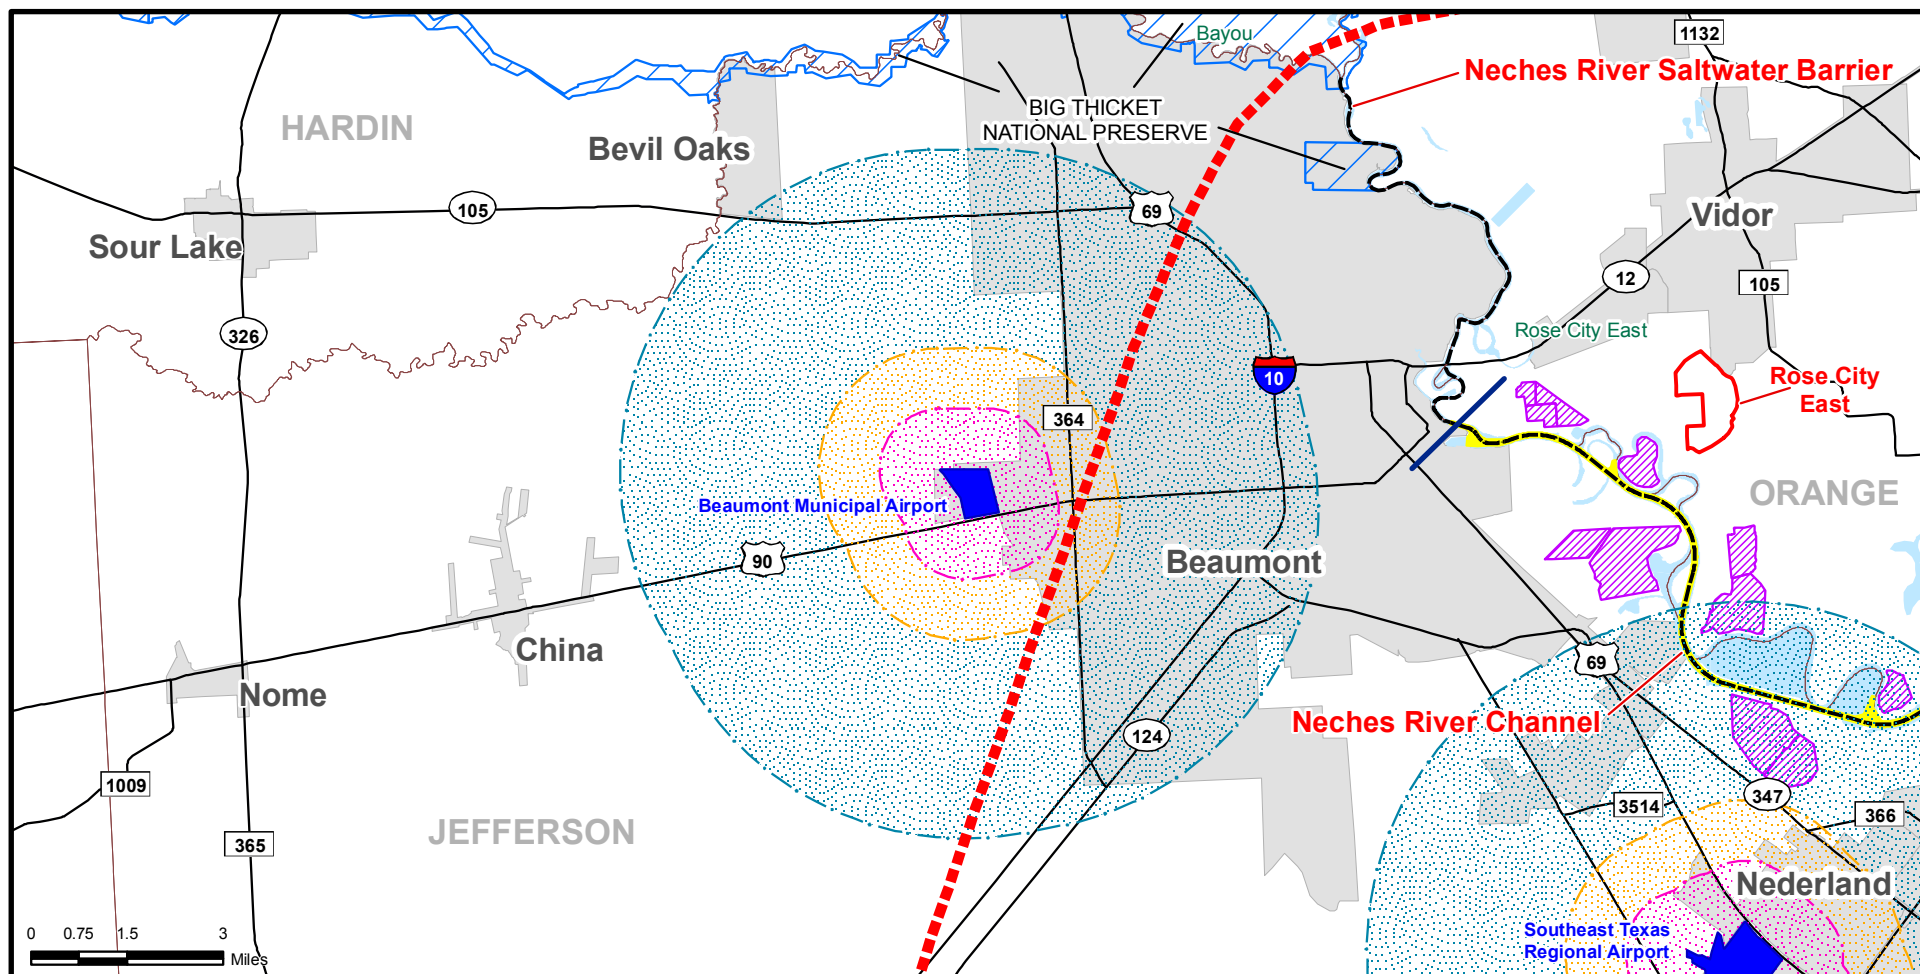 Bayou
1132
Neches River Saltwater Barrier
BIG THICKET
NATIONAL PRESERVE
HARDIN
Bevil Oaks
105
69
Vidor
Sour Lake
12
105
326
Rose City East
10
Rose City
East
364
ORANGE
Beaumont Municipal Airport
90
Beaumont
China
69
Nome
Neches River Channel
124
1009
347
3514
366
JEFFERSON
365
Nederland
Southeast Texas
Regional Airport
0 0.75 1.5 3
Miles